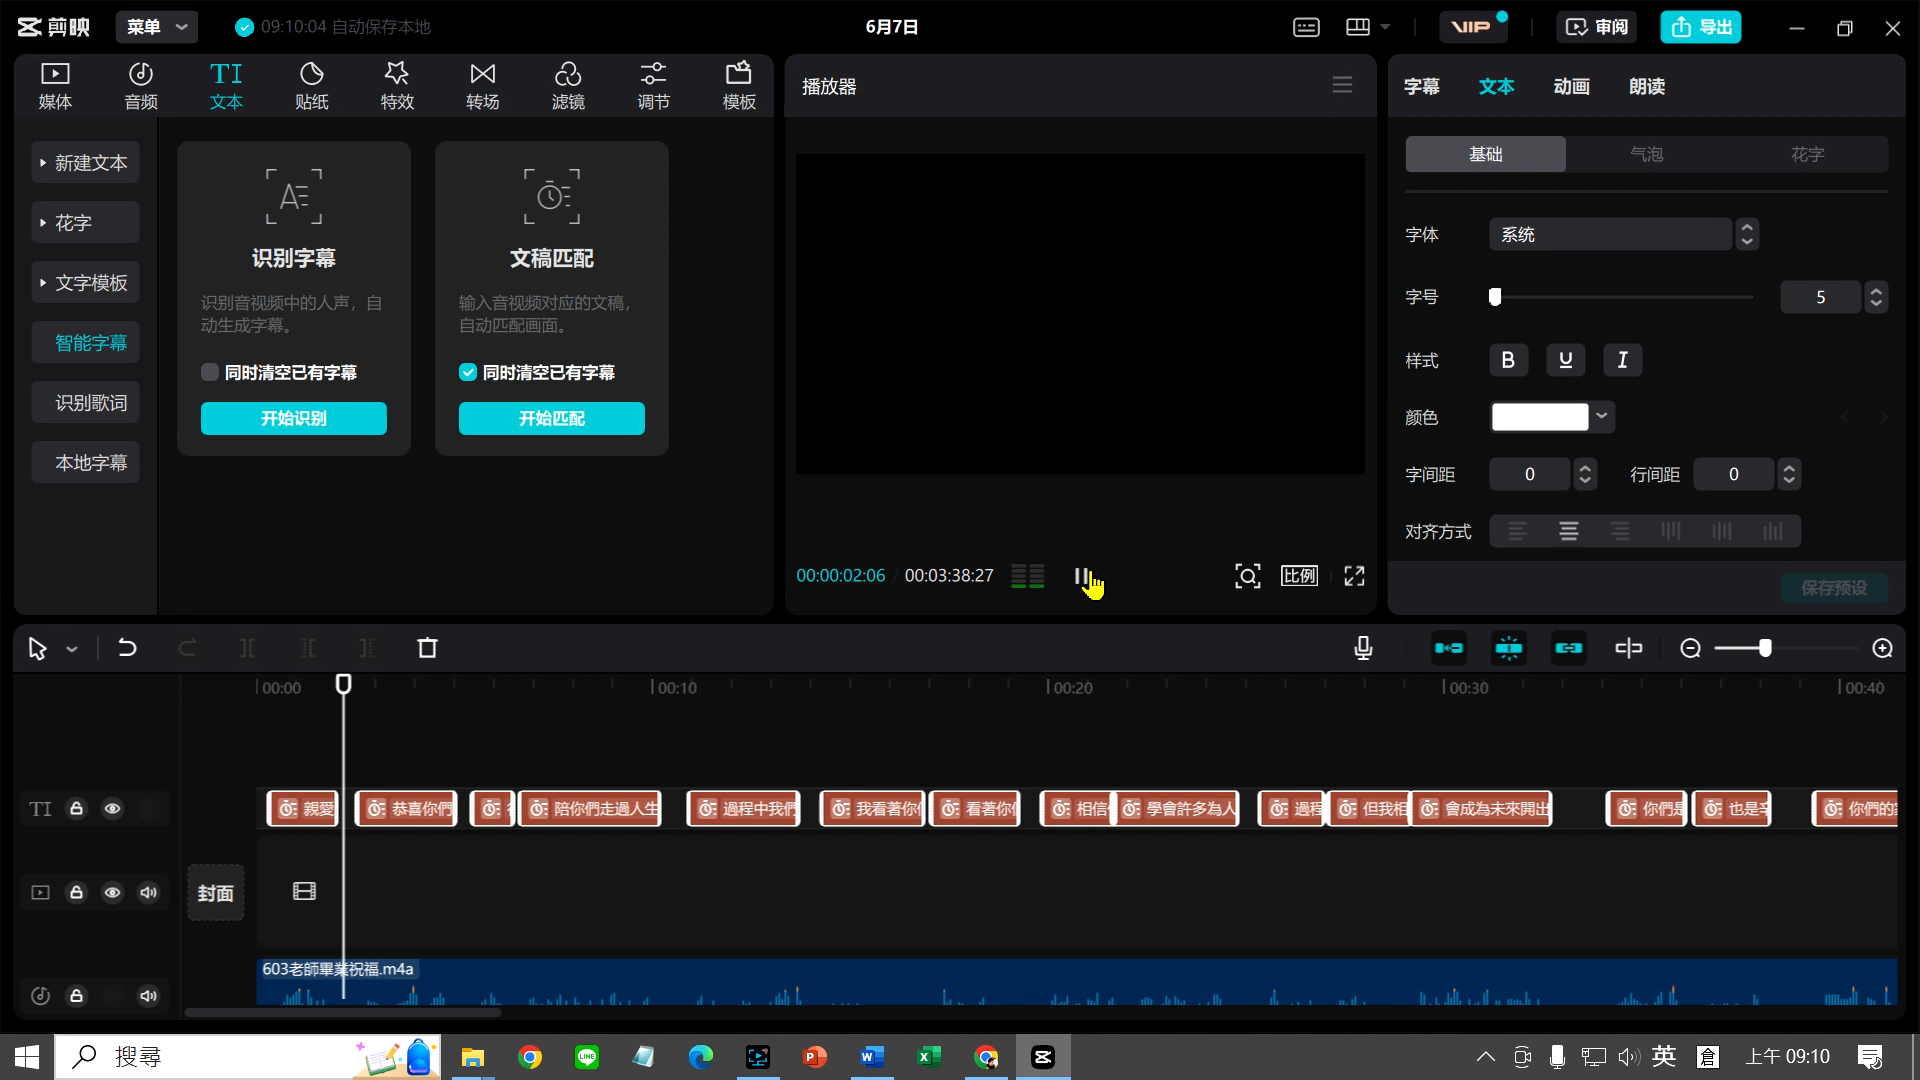 剪映
菜单
09:10:04 自动保存本地
6月7日
VIP
审阅
导出
媒体
音频
TI
文本
贴纸
特效
转场
滤镜
调节
模板
播放器
字幕
文本
动画
朗读
新建文本
花字
文字模板
智能字幕
识别歌词
本地字幕
识别字幕
识别音视频中的人声，自
动生成字幕。
同时清空已有字幕
开始识别
文稿匹配
输入音视频对应的文稿，
自动匹配画面。
同时清空已有字幕
开始匹配
00:00:02:06 / 00:03:38:27
比例
基础
气泡
花字
字体
系统
字号
5
样式
B
U
I
颜色
字间距
0
行间距
0
对齐方式
保存预设
00:00
00:10
00:20
00:30
00:40
TI
親愛
恭喜你們
陪你們走過人生
過程中我們
我看著你
看著你
相信
學會許多為人
過程
但我相
會成為未來開出
你們是
也是
你們的
封面
603老師畢業祝福.m4a
搜尋
LINE
英
倉
上午 09:10